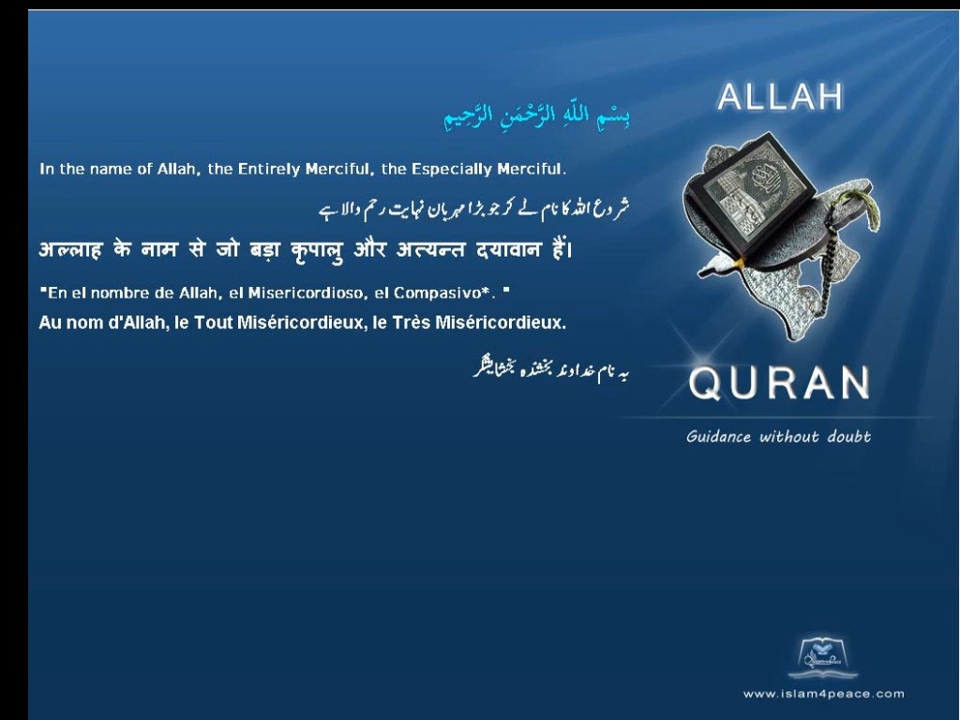 بِسْمِ اللَّهِ الرَّحْمَنِ الرَّحِيمِ
In the name of Allah, the Entirely Merciful, the Especially Merciful.
شروع اللہ کا نام لے کر جو بڑا مہربان نہایت رحم والا ہے
अल्लाह के नाम से जो बड़ा कृपालु और अत्यन्त दयावान हैं।
"En el nombre de Allah, el Misericordioso, el Compasivo*. "
Au nom d'Allah, le Tout Miséricordieux, le Très Miséricordieux.
به نام خداوند بخشنده بخشایشگر
ALLAH
QURAN
Guidance without doubt
www.islam4peace.com